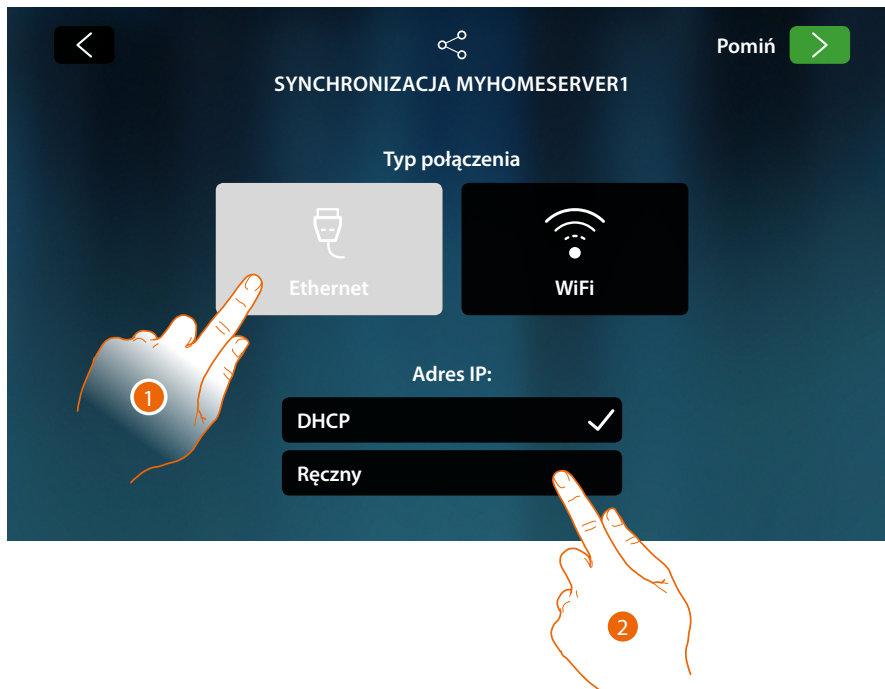 Pomiń
SYNCHRONIZACJA MYHOMESERVER1
Typ połączenia
Ethernet
WiFi
1
Adres IP:
DHCP
Ręczny
2